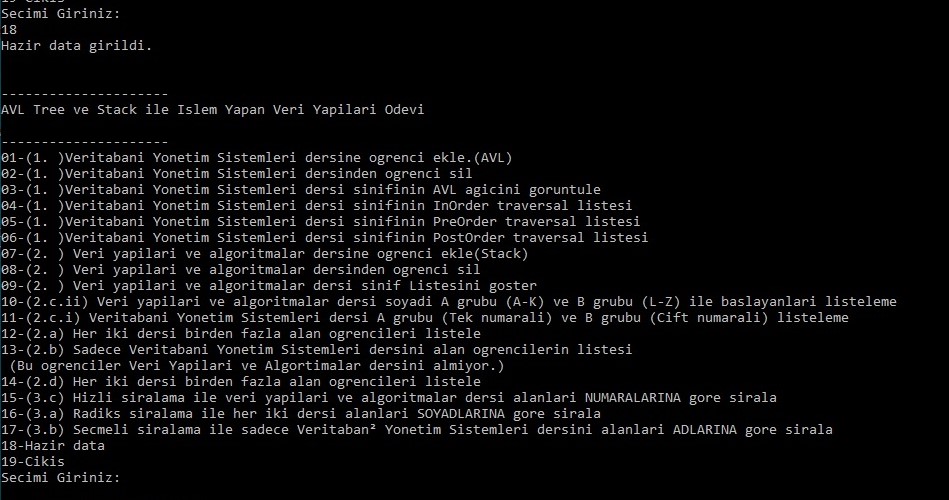 19-Cikis
Secimi Giriniz:
18
Hazir data girildi.
---------------------
AVL Tree ve Stack ile Islem Yapan Veri Yapilari Odevi
---------------------
01-(1. )Veritabani Yonetim Sistemleri dersine ogrenci ekle.(AVL)
02-(1. )Veritabani Yonetim Sistemleri dersinden ogrenci sil
03-(1. )Veritabani Yonetim Sistemleri dersi sinifinin AVL agicini goruntule
04-(1. )Veritabani Yonetim Sistemleri dersi sinifinin InOrder traversal listesi
05-(1. )Veritabani Yonetim Sistemleri dersi sinifinin PreOrder traversal listesi
06-(1. )Veritabani Yonetim Sistemleri dersi sinifinin PostOrder traversal listesi
07-(2. ) Veri yapilari ve algoritmalar dersine ogrenci ekle(Stack)
08-(2. ) Veri yapilari ve algoritmalar dersinden ogrenci sil
09-(2. ) Veri yapilari ve algoritmalar dersi sinif Listesini goster
10-(2.c.ii) Veri yapilari ve algoritmalar dersi soyadi A grubu (A-K) ve B grubu (L-Z) ile baslayanlari listeleme
11-(2.c.i) Veritabani Yonetim Sistemleri dersi A grubu (Tek numarali) ve B grubu (Cift numarali) listeleme
12-(2.a) Her iki dersi birden fazla alan ogrencileri listele
13-(2.b) Sadece Veritabani Yonetim Sistemleri dersini alan ogrencilerin listesi
(Bu ogrenciler Veri Yapilari ve Algortimalar dersini almiyor.)
14-(2.d) Her iki dersi birden fazla alan ogrencileri listele
15-(3.c) Hizli siralama ile veri yapilari ve algoritmalar dersi alanlari NUMARALARINA gore sirala
16-(3.a) Radiks siralama ile her iki dersi alanlari SOYADLARINA gore sirala
17-(3.b) Secmeli siralama ile sadece Veritaban² Yonetim Sistemleri dersini alanlari ADLARINA gore sirala
18-Hazir data
19-Cikis
Secimi Giriniz: